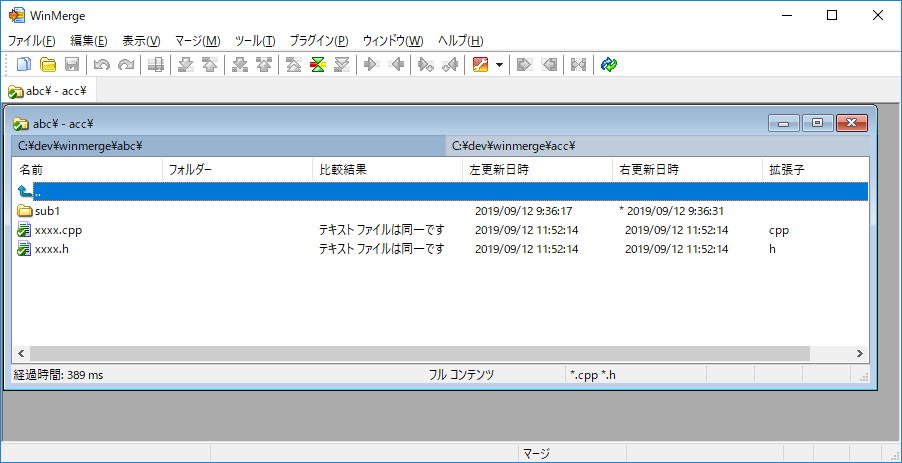 WinMerge
ファイル(F) 編集(E) 表示(V) マージ(M) ツール(T) プラグイン(P) ウィンドウ(W) ヘルプ(H)
abc¥ - acc¥
abc¥ - acc¥
C:¥dev¥winmerge¥abc¥ C:¥dev¥winmerge¥acc¥
名前 フォルダー 比較結果 左更新日時 右更新日時 拡張子
..
sub1 2019/09/12 9:36:17 * 2019/09/12 9:36:31
xxxx.cpp テキスト ファイルは同一です 2019/09/12 11:52:14 2019/09/12 11:52:14 cpp
xxxx.h テキスト ファイルは同一です 2019/09/12 11:52:14 2019/09/12 11:52:14 h
経過時間: 389 ms フル コンテンツ *.cpp *.h
マージ